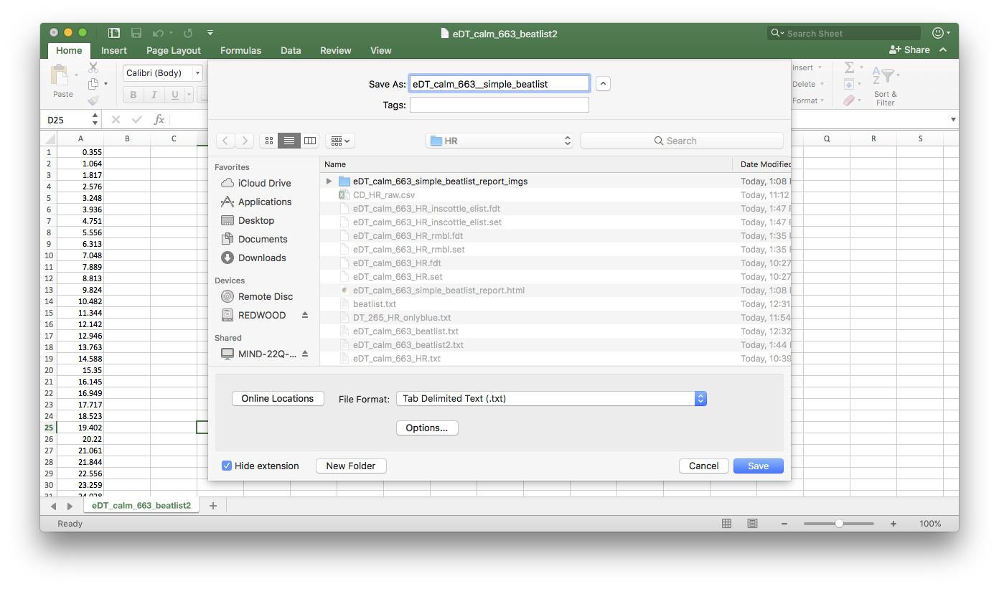 eDT_calm_663_beatlist2
Search Sheet
Home Insert Page Layout Formulas Data Review View
Share
Paste
Calibri (Body)
B I U
Insert
Delete
Format
Sort & Filter
D25
fx
A B C Q R S
1 0.355
2 1.064
3 1.817
4 2.576
5 3.248
6 3.936
7 4.751
8 5.556
9 6.313
10 7.048
11 7.889
12 8.813
13 9.824
14 10.482
15 11.344
16 12.142
17 12.946
18 13.763
19 14.588
20 15.35
21 16.145
22 16.949
23 17.717
24 18.523
25 19.402
26 20.22
27 21.061
28 21.844
29 22.556
30 23.259
31 24.028
Save As: eDT_calm_663__simple_beatlist
Tags:
HR
Search
Favorites
iCloud Drive
Applications
Desktop
Documents
Downloads
Devices
Remote Disc
REDWOOD
Shared
MIND-22Q-...
Name Date Modified
eDT_calm_663_simple_beatlist_report_imgs Today, 1:08
CD_HR_raw.csv Today, 11:12
eDT_calm_663_HR_inscottle_elist.fdt Today, 1:47
eDT_calm_663_HR_inscottle_elist.set Today, 1:47
eDT_calm_663_HR_rmbl.fdt Today, 1:35
eDT_calm_663_HR_rmbl.set Today, 1:35
eDT_calm_663_HR.fdt Today, 10:27
eDT_calm_663_HR.set Today, 10:27
eDT_calm_663_simple_beatlist_report.html Today, 1:08
beatlist.txt Today, 12:31
DT_265_HR_onlyblue.txt Today, 11:54
eDT_calm_663_beatlist.txt Today, 12:32
eDT_calm_663_beatlist2.txt Today, 1:44
eDT_calm_663_HR.txt Today, 10:39
Online Locations
File Format: Tab Delimited Text (.txt)
Options...
Hide extension
New Folder
Cancel
Save
eDT_calm_663_beatlist2
Ready
100%